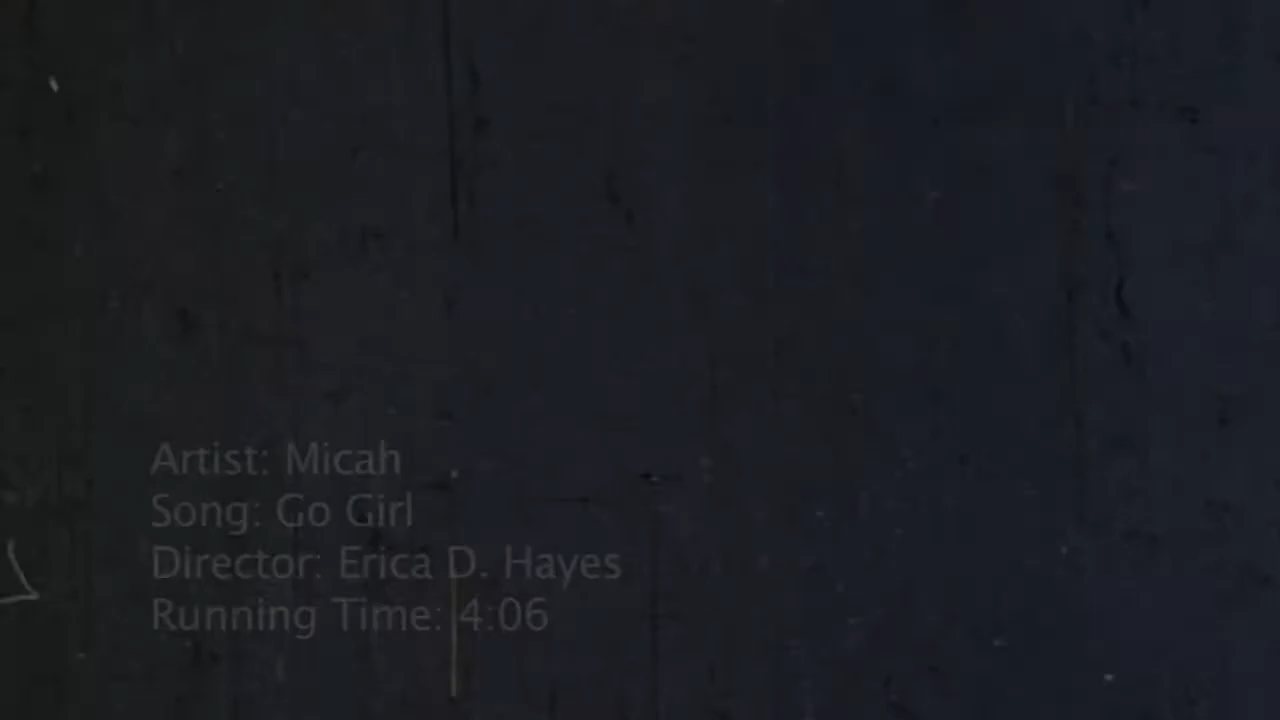 Artist: Micah
Song: Go Girl
Director: Erica D. Hayes
Running Time: 4:06